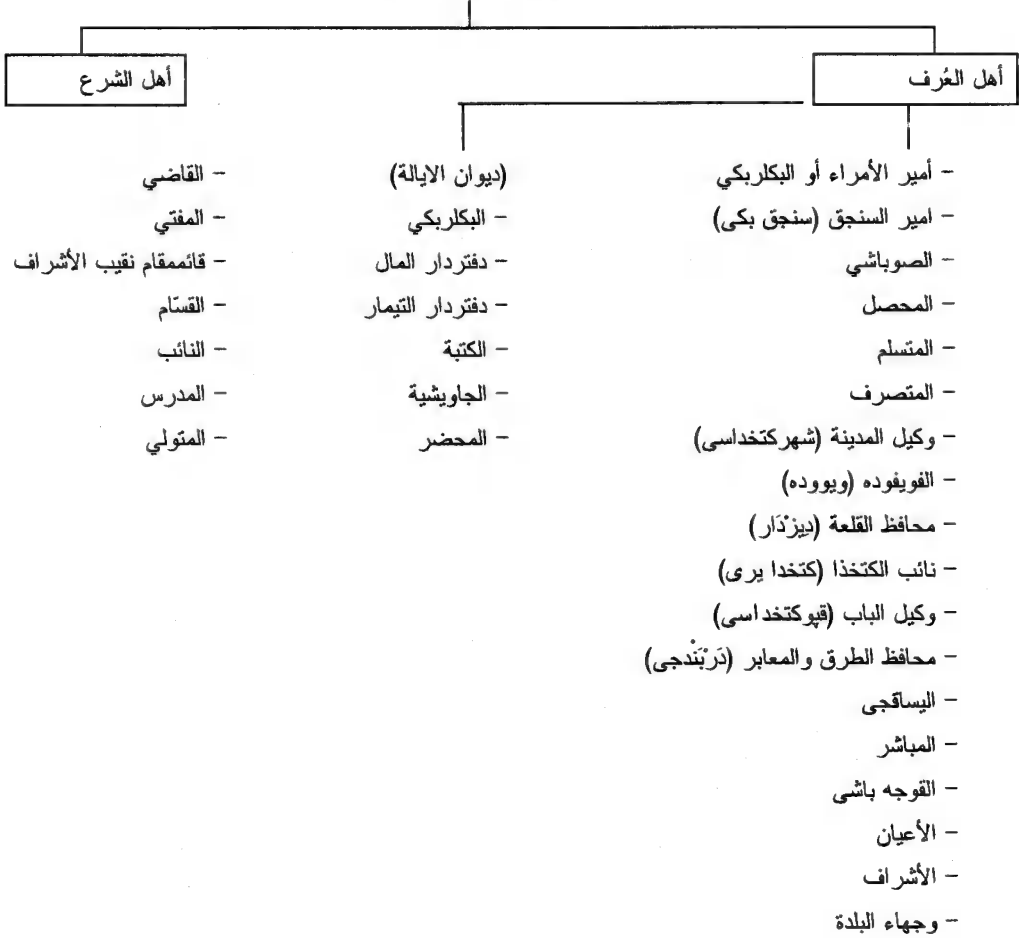 أهل العُرف
– أمير الأمراء أو البكلربكي
– امير السنجق (سنجق بكى)
– الصوباشي
– المحصل
– المتسلم
– المتصرف
– وكيل المدينة (شهركتخداسى)
– الفويفوده (ويووده)
– محافظ القلعة (دِيزْدَار)
– نائب الكتخذا (كتخدا يرى)
– وكيل الباب (قپوكتخداسى)
– محافظ الطرق والمعابر (دَرْبَنْدجى)
– اليساقجى
– المباشر
– القوجه باشى
– الأعيان
– الأشراف
– وجهاء البلدة
(ديوان الايالة)
– البكلربكي
– دفتردار المال
– دفتردار التيمار
– الكتبة
– الجاويشية
– المحضر
أهل الشرع
– القاضي
– المفتي
– قائممقام نقيب الأشراف
– القسّام
– النائب
– المدرس
– المتولي